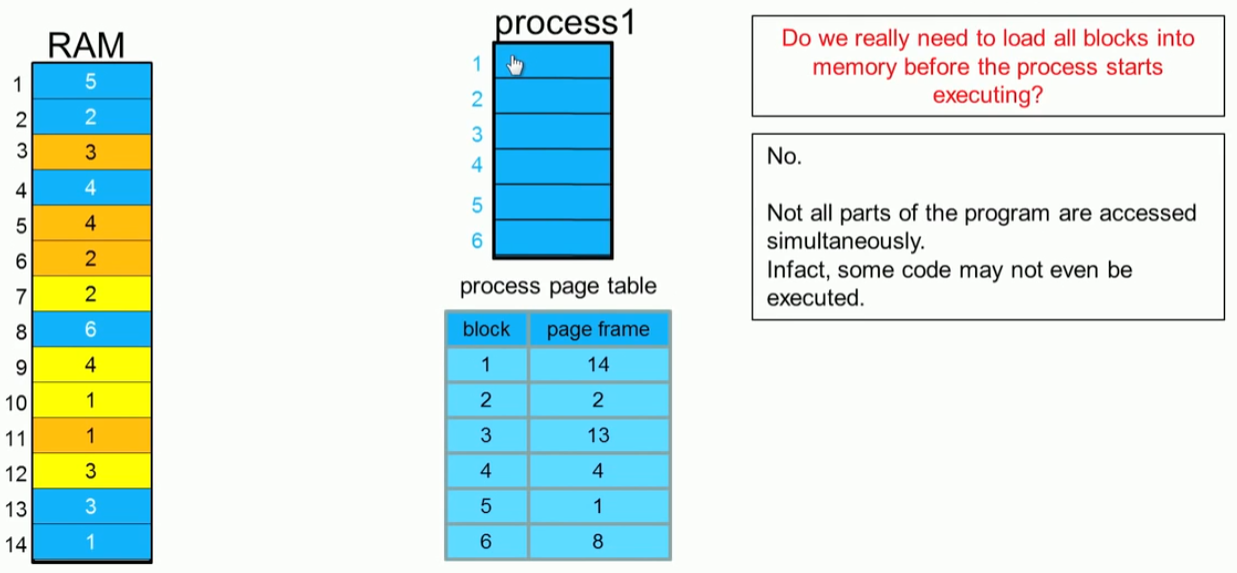 RAM
1 5
2 2
3 3
4 4
5 4
6 2
7 2
8 6
9 4
10 1
11 1
12 3
13 3
14 1
process1
1
2
3
4
5
6
process page table
block page frame
1 14
2 2
3 13
4 4
5 1
6 8
Do we really need to load all blocks into
memory before the process starts
executing?
No.
Not all parts of the program are accessed
simultaneously.
Infact, some code may not even be
executed.